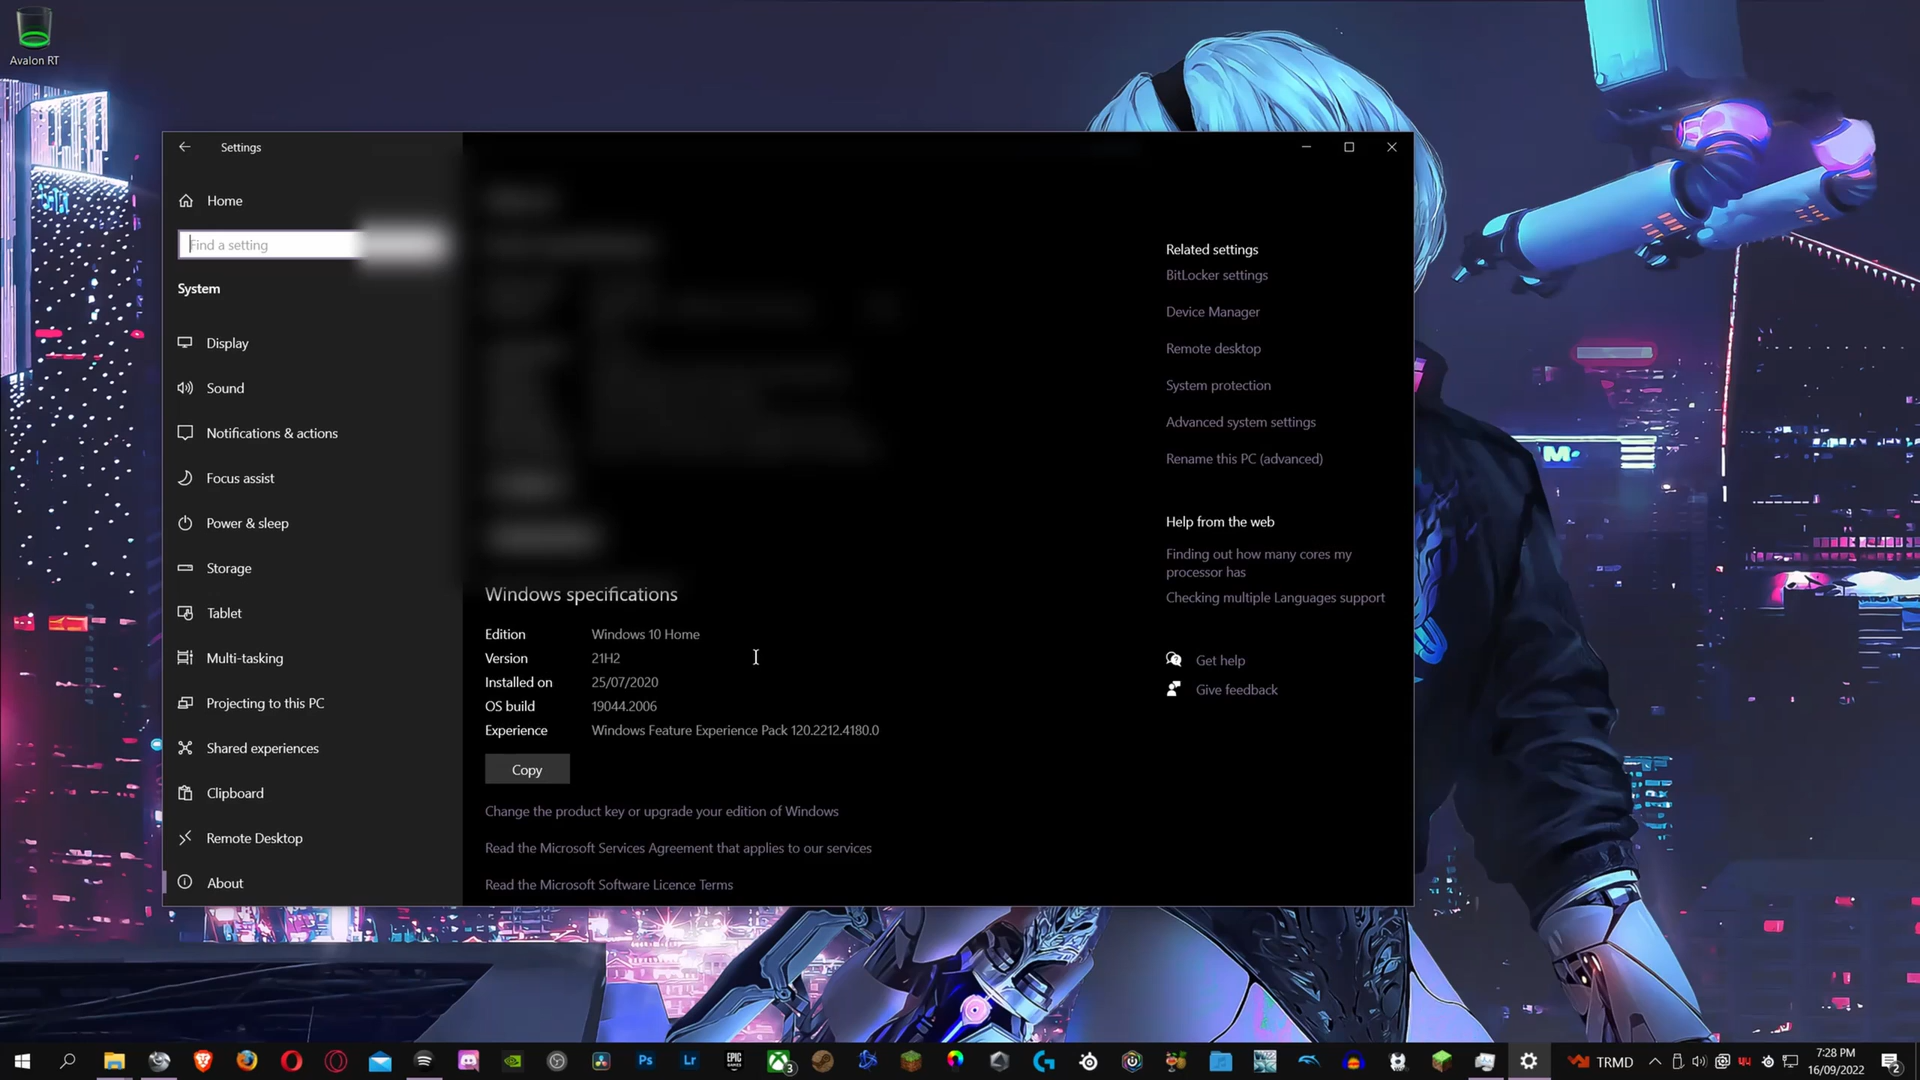 Avalon RT
Settings
Home
Find a setting
System
Display
Sound
Notifications & actions
Focus assist
Power & sleep
Storage
Tablet
Multi-tasking
Projecting to this PC
Shared experiences
Clipboard
Remote Desktop
About
Windows specifications
Edition Windows 10 Home
Version 21H2
Installed on 25/07/2020
OS build 19044.2006
Experience Windows Feature Experience Pack 120.2212.4180.0
Copy
Change the product key or upgrade your edition of Windows
Read the Microsoft Services Agreement that applies to our services
Read the Microsoft Software Licence Terms
Related settings
BitLocker settings
Device Manager
Remote desktop
System protection
Advanced system settings
Rename this PC (advanced)
Help from the web
Finding out how many cores my
processor has
Checking multiple Languages support
Get help
Give feedback
M
Ps
Lr
EPIC
GAMES
3
TRMD
7:28 PM
16/09/2022
2